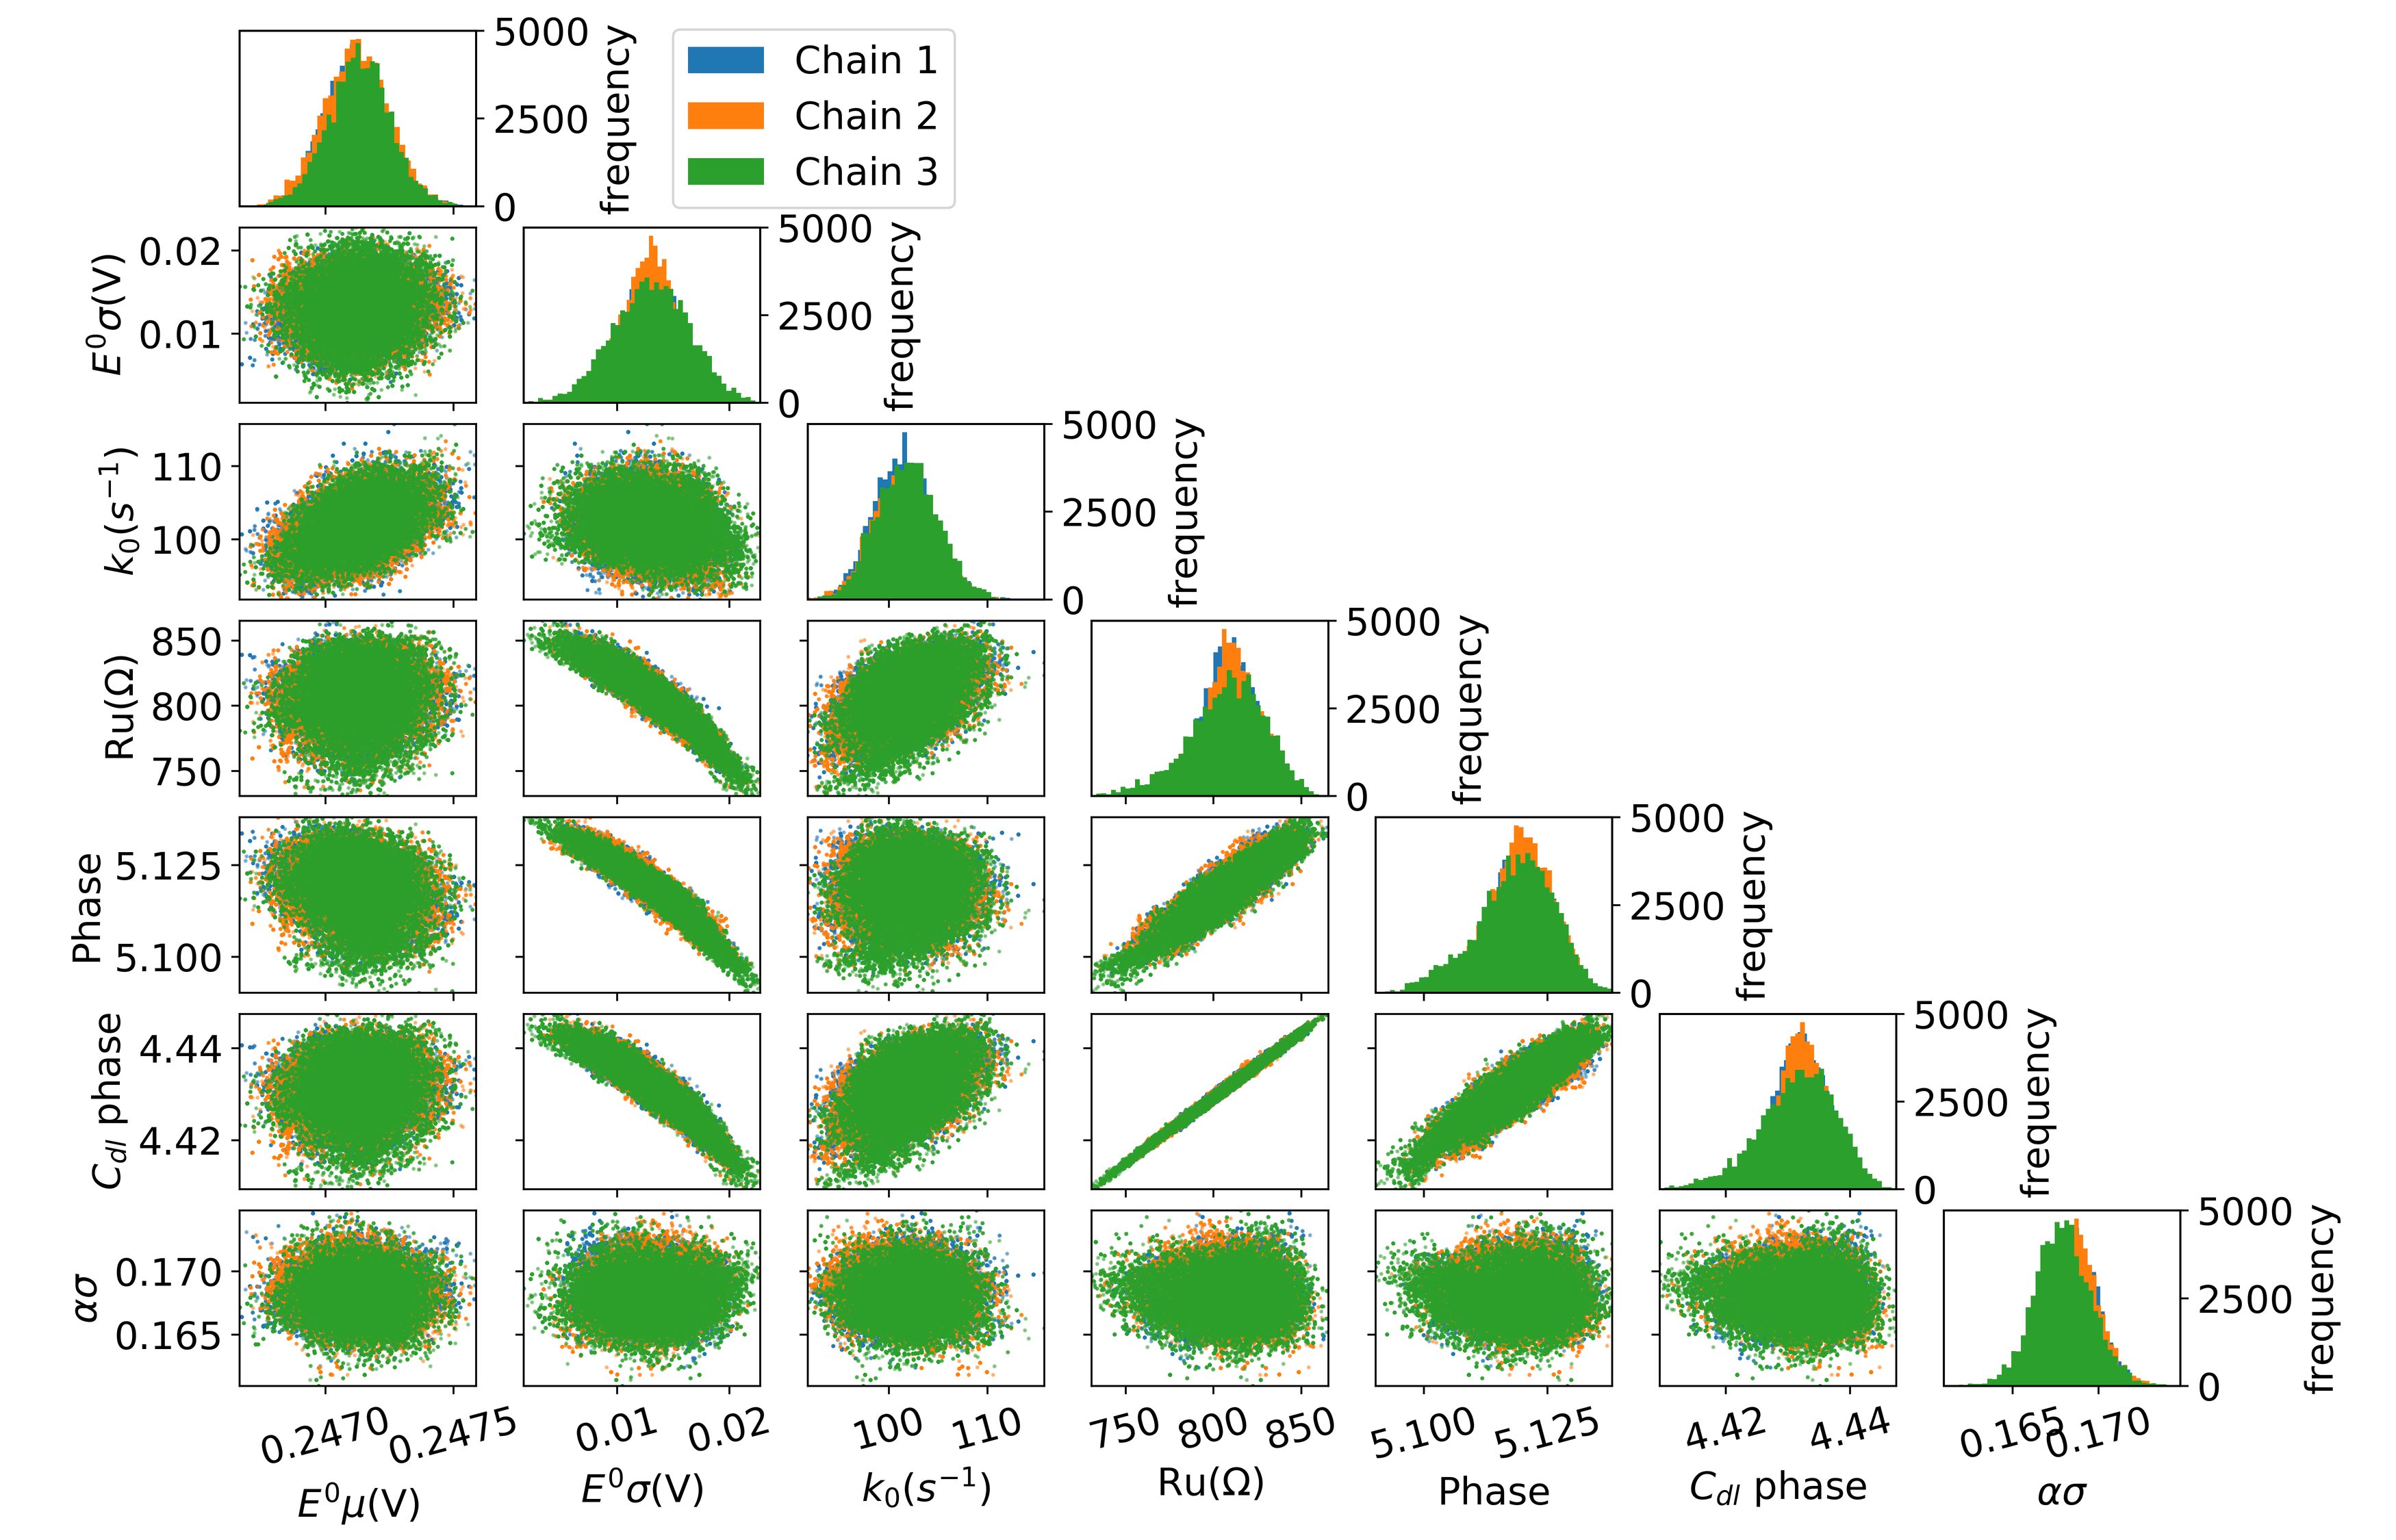 5000
2500
0
frequency
Chain 1
Chain 2
Chain 3
E⁰σ(V)
0.02
0.01
5000
2500
0
frequency
k₀(s⁻¹)
110
100
5000
2500
0
frequency
Ru(Ω)
850
800
750
5000
2500
0
frequency
Phase
5.125
5.100
5000
2500
0
frequency
C_dl phase
4.44
4.42
5000
2500
0
frequency
ασ
0.170
0.165
5000
2500
0
frequency
0.2470 0.2475
0.01 0.02
100 110
750 800 850
5.100 5.125
4.42 4.44
0.165 0.170
E⁰μ(V)
E⁰σ(V)
k₀(s⁻¹)
Ru(Ω)
Phase
C_dl phase
ασ